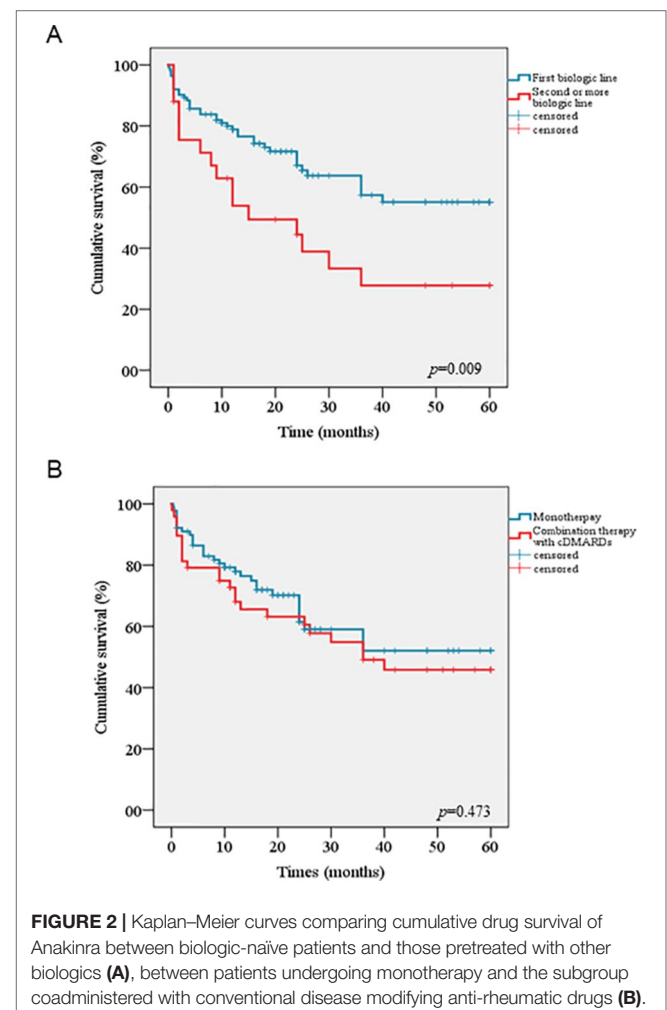 A
100
80
60
40
20
00
Cumulative survival (%)
0 10 20 30 40 50 60
Time (months)
p=0.009
First biologic line
Second or more
biologic line
censored
censored
B
100
80
60
40
20
00
Cumulative survival (%)
0 10 20 30 40 50 60
Times (months)
p=0.473
Monotherpay
Combination therapy
with cDMARDs
censored
censored
FIGURE 2 | Kaplan–Meier curves comparing cumulative drug survival of
Anakinra between biologic-naïve patients and those pretreated with other
biologics (A), between patients undergoing monotherapy and the subgroup
coadministered with conventional disease modifying anti-rheumatic drugs (B).